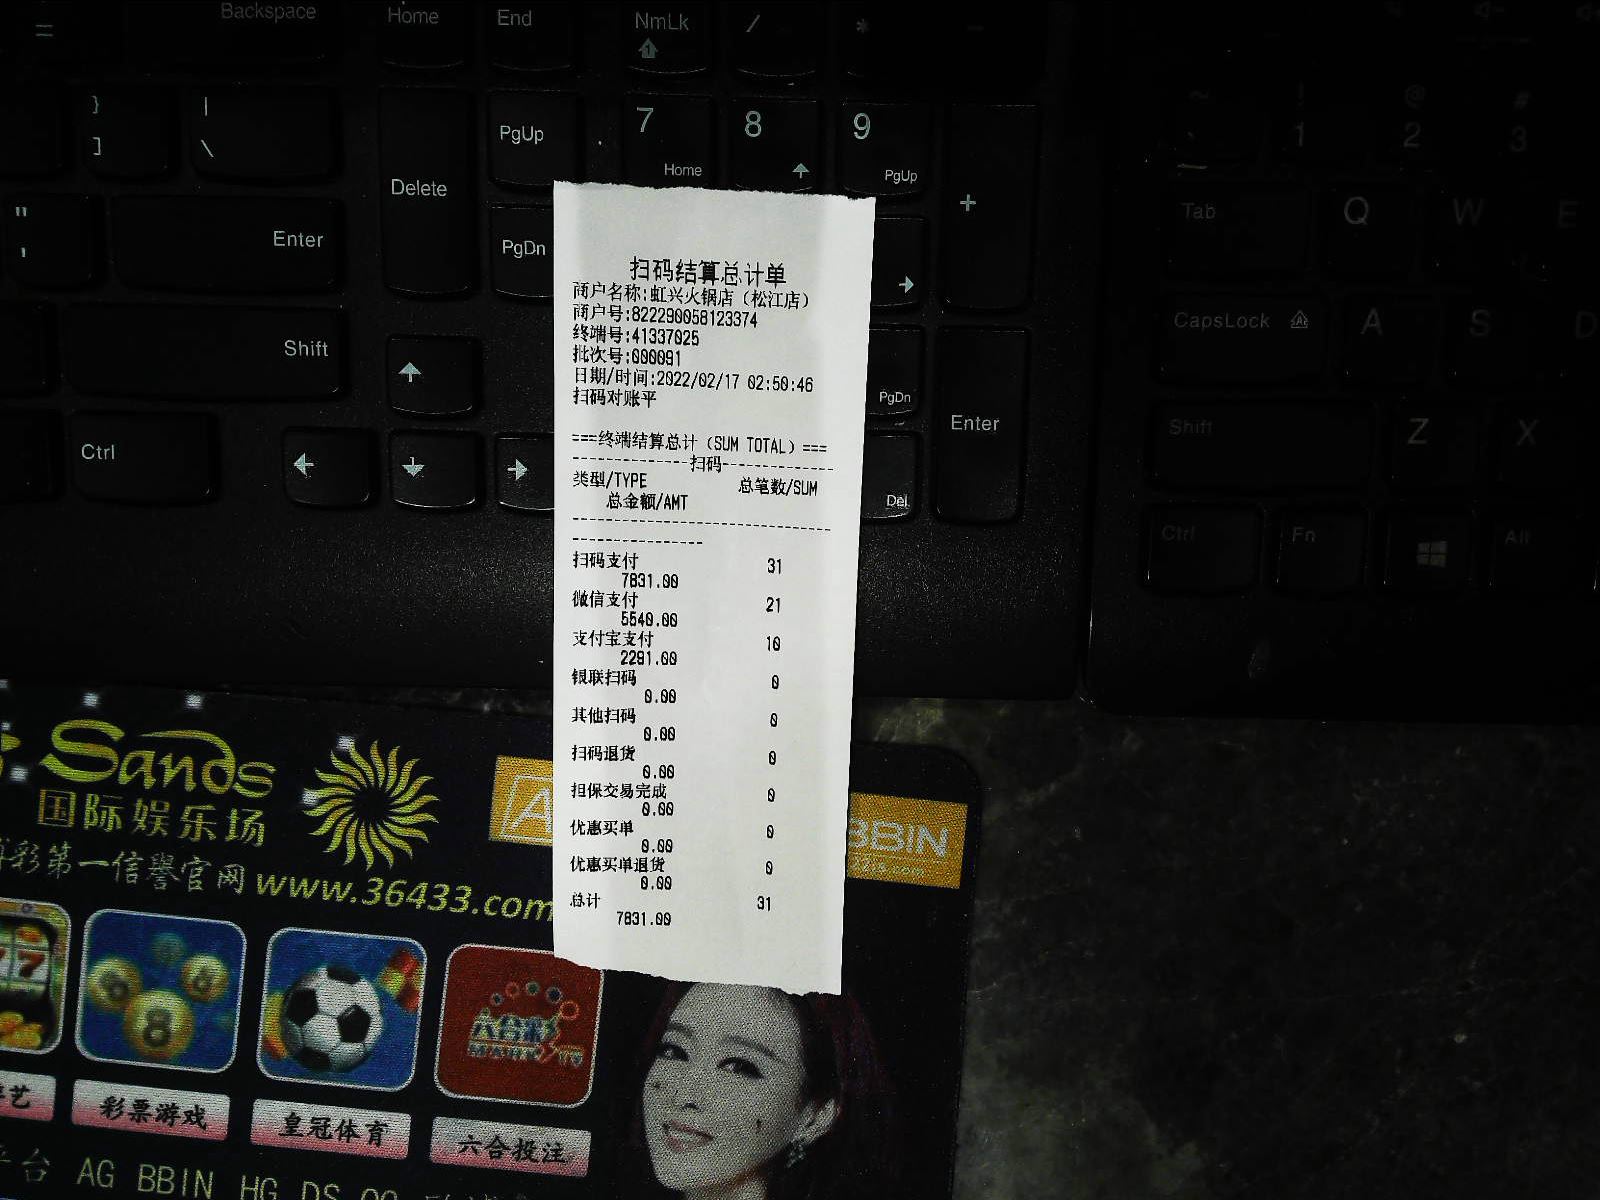 Backspace
Home
End
NmLk
/
*
=
}
]
|
\
Delete
PgUp
7
Home
8
9
PgUp
+
"
'
Enter
PgDn
Shift
PgDn
Enter
Ctrl
Del
1
2
3
Tab
Q
W
E
CapsLock
A
S
D
Shift
Z
X
Ctrl
Fn
Alt
扫码结算总计单
商户名称:虹兴火锅店（松江店）
商户号:822290058123374
终端号:41337025
批次号:000091
日期/时间:2022/02/17 02:50:46
扫码对账平
===终端结算总计（SUM TOTAL）===
--------------扫码--------------
类型/TYPE 总笔数/SUM
总金额/AMT
扫码支付 31
7831.00
微信支付 21
5540.00
支付宝支付 10
2291.00
银联扫码 0
0.00
其他扫码 0
0.00
扫码退货 0
0.00
担保交易完成 0
0.00
优惠买单 0
0.00
优惠买单退货 0
0.00
总计 31
7831.00
Sands
国际娱乐场
BBIN
博彩第一信誉官网 www.36433.com
彩票游戏
皇冠体育
六合投注
平台 AG BBIN HG DS